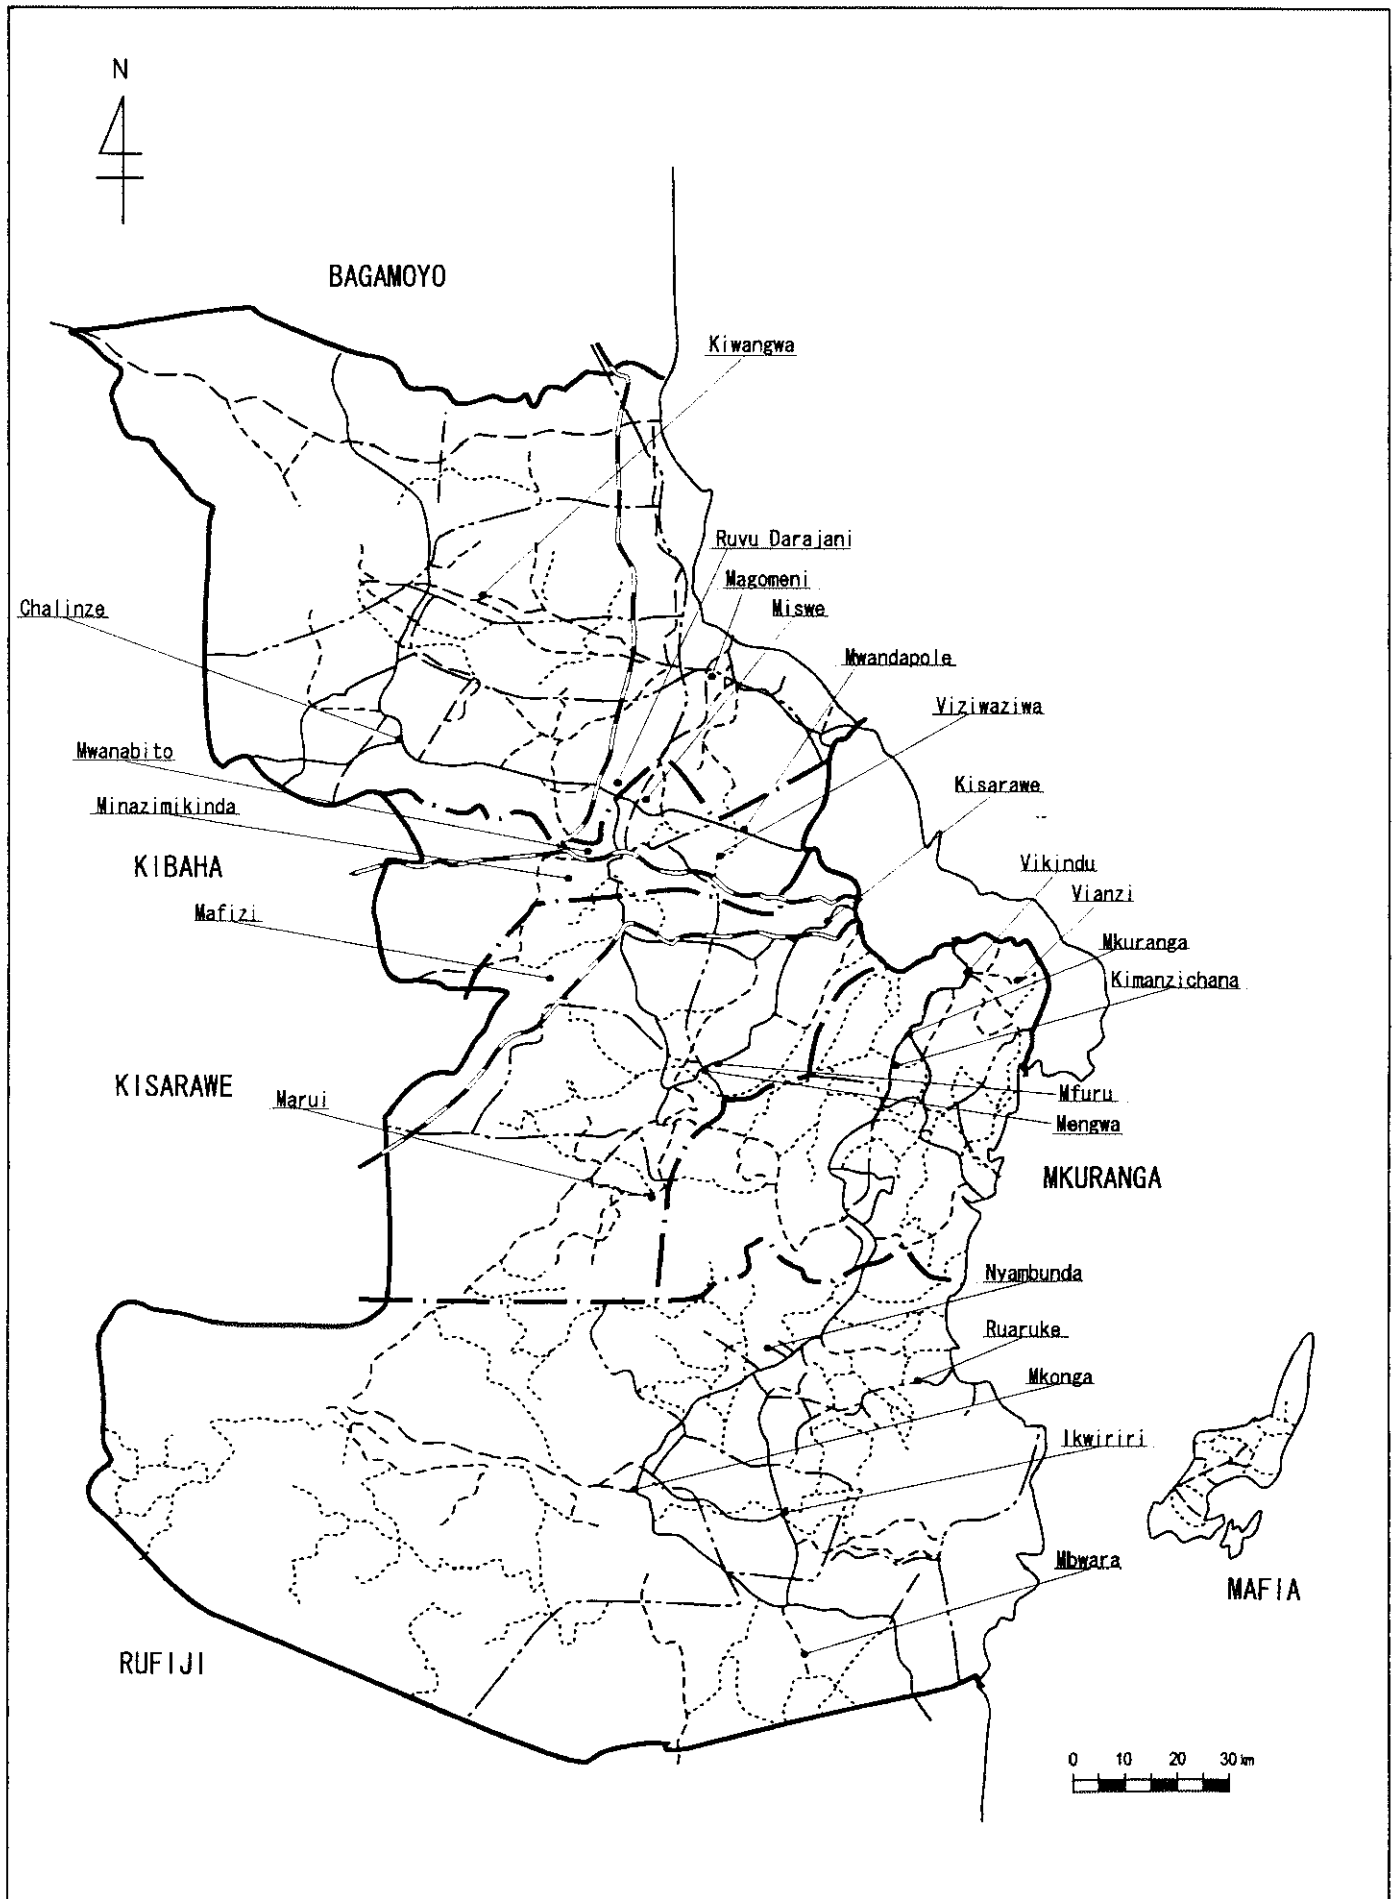 N
BAGAMOYO
Kiwangwa
Ruvu Darajani
Magomeni
Miswe
Chalinze
Mwandapole
Viziwaziwa
Mwanabito
Kisarawe
Minazimikinda
KIBAHA
Vikindu
Vianzi
Mafizi
Mkuranga
Kimanzichana
KISARAWE
Marui
Mfuru
Mengwa
MKURANGA
Nyambunda
Ruaruke
Mkonga
Ikwiriri
Mbwara
MAFIA
RUFIJI
0 10 20 30 km